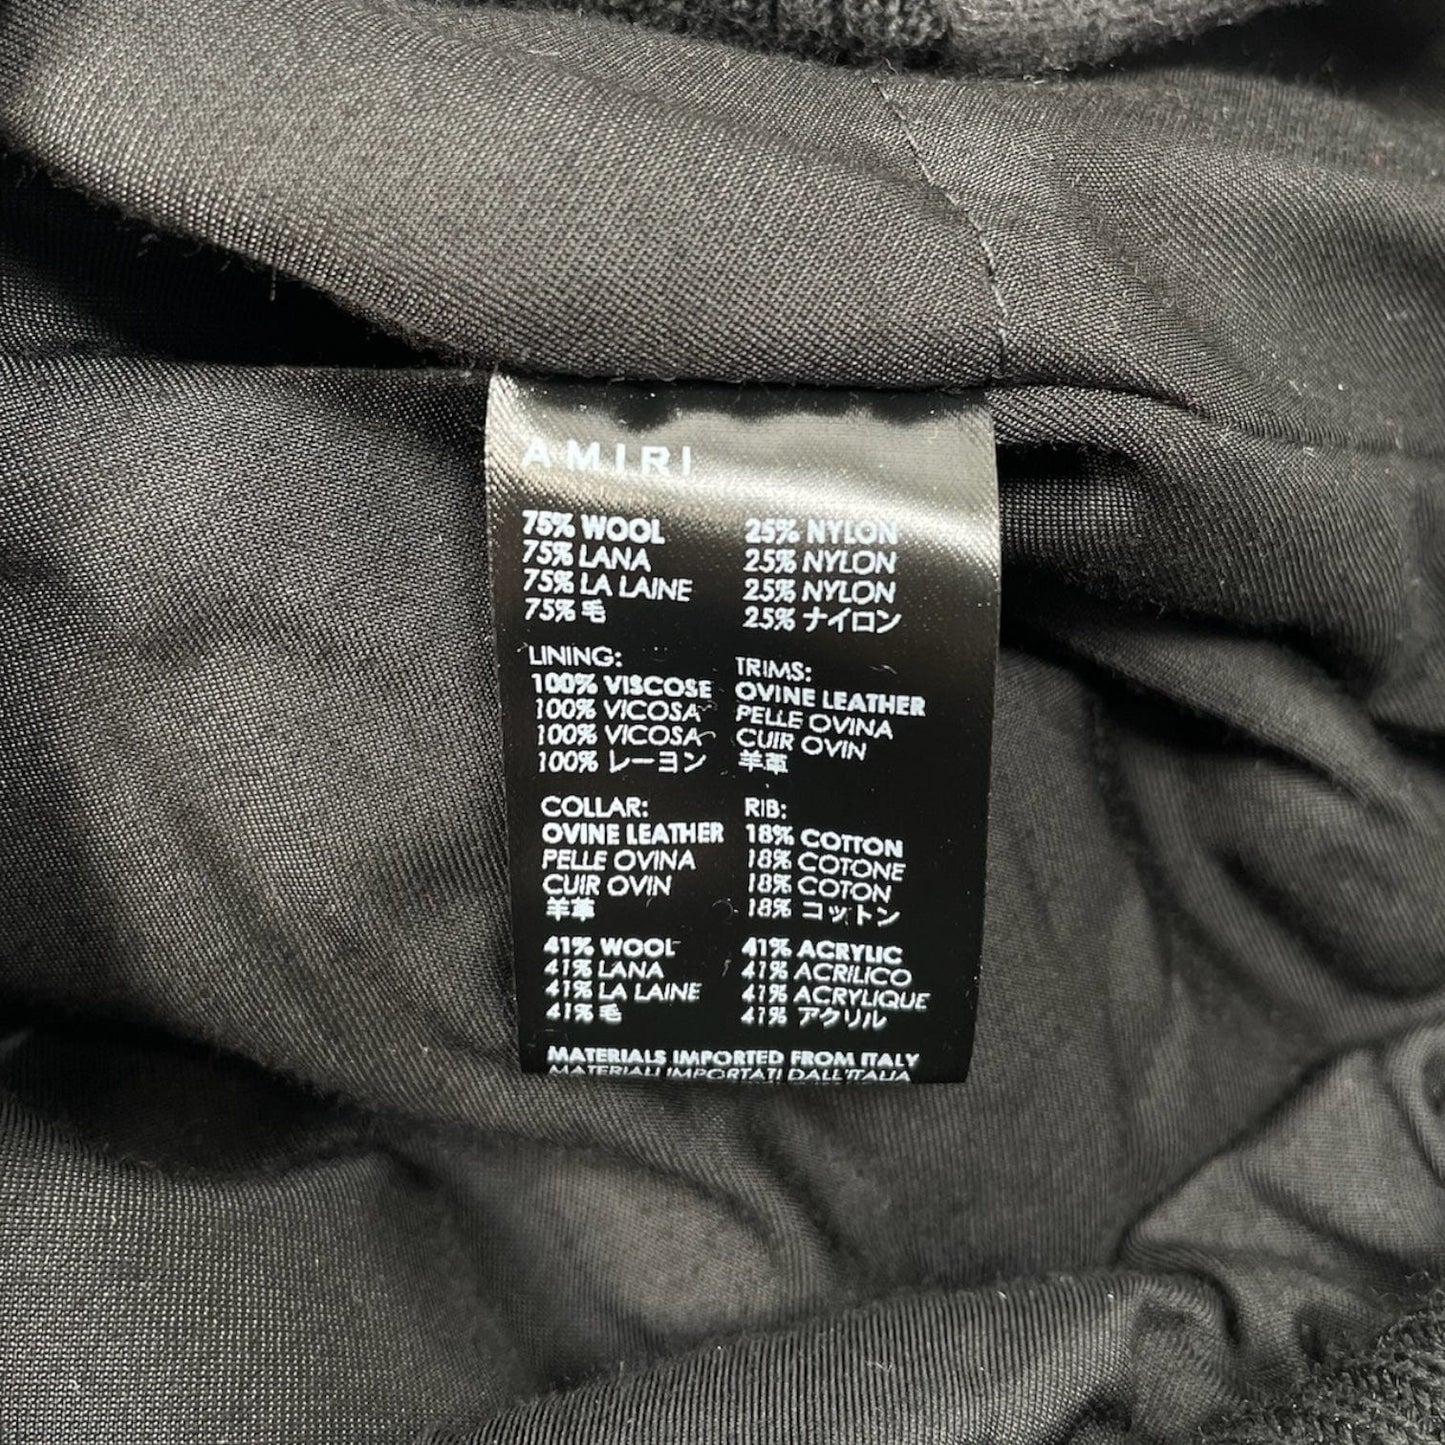 AMIRI
75% WOOL 25% NYLON
75% LANA 25% NYLON
75% LA LAINE 25% NYLON
75% 毛 25% ナイロン
LINING: TRIMS:
100% VISCOSE OVINE LEATHER
100% VICOSA PELLE OVINA
100% VICOSA CUIR OVIN
100% レーヨン 羊革
COLLAR: RIB:
OVINE LEATHER 18% COTTON
PELLE OVINA 18% COTONE
CUIR OVIN 18% COTON
羊革 18% コットン
41% WOOL 41% ACRYLIC
41% LANA 41% ACRILICO
41% LA LAINE 41% ACRYLIQUE
41% 毛 41% アクリル
MATERIALS IMPORTED FROM ITALY
MATERIALI IMPORTATI DALL'ITALIA